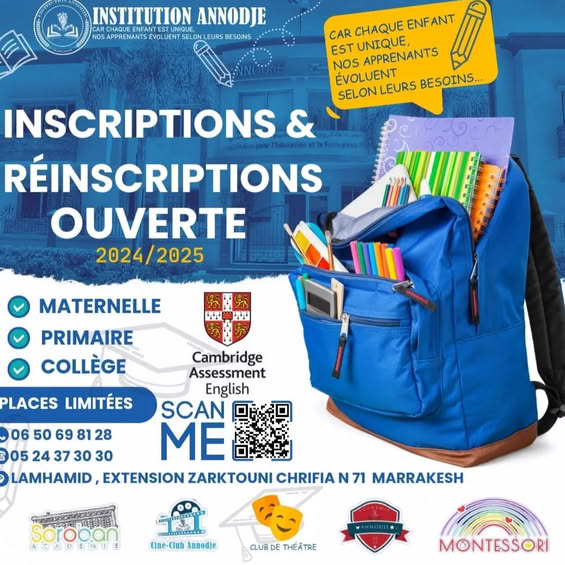 INSTITUTION ANNODJE
CAR CHAQUE ENFANT EST UNIQUE,
NOS APPRENANTS ÉVOLUENT SELON LEURS BESOINS
CAR CHAQUE ENFANT
EST UNIQUE,
NOS APPRENANTS
ÉVOLUENT
SELON LEURS BESOINS...
INSCRIPTIONS &
RÉINSCRIPTIONS
OUVERTE
2024/2025
MATERNELLE
PRIMAIRE
COLLÈGE
Cambridge
Assessment
English
PLACES LIMITÉES
SCAN
ME
06 50 69 81 28
05 24 37 30 30
LAMHAMID , EXTENSION ZARKTOUNI CHRIFIA N 71 MARRAKESH
Sorocan
ACADÉMIE
Ciné-Club Annodje
CLUB DE THÉÂTRE
ANNODJE
MONTESSORI